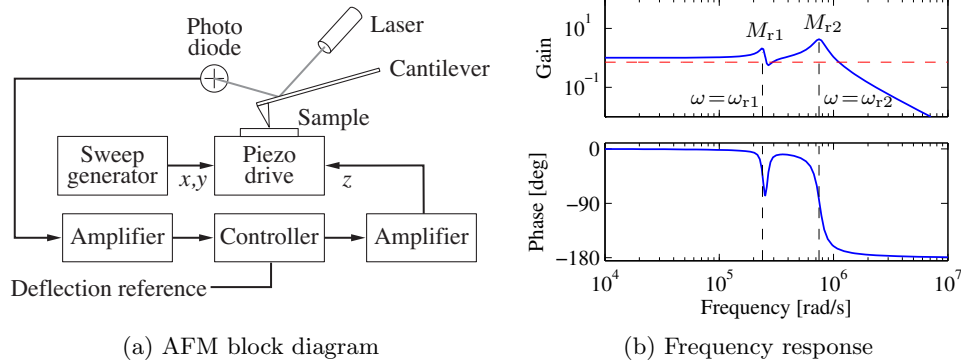 Photo
diode
Laser
Cantilever
Sample
Sweep
generator
x,y
Piezo
drive
z
Amplifier
Controller
Amplifier
Deflection reference
(a) AFM block diagram
M_r1
M_r2
10^1
10^-1
Gain
ω=ω_r1
ω=ω_r2
0
−90
−180
Phase [deg]
10^4
10^5
10^6
10^7
Frequency [rad/s]
(b) Frequency response